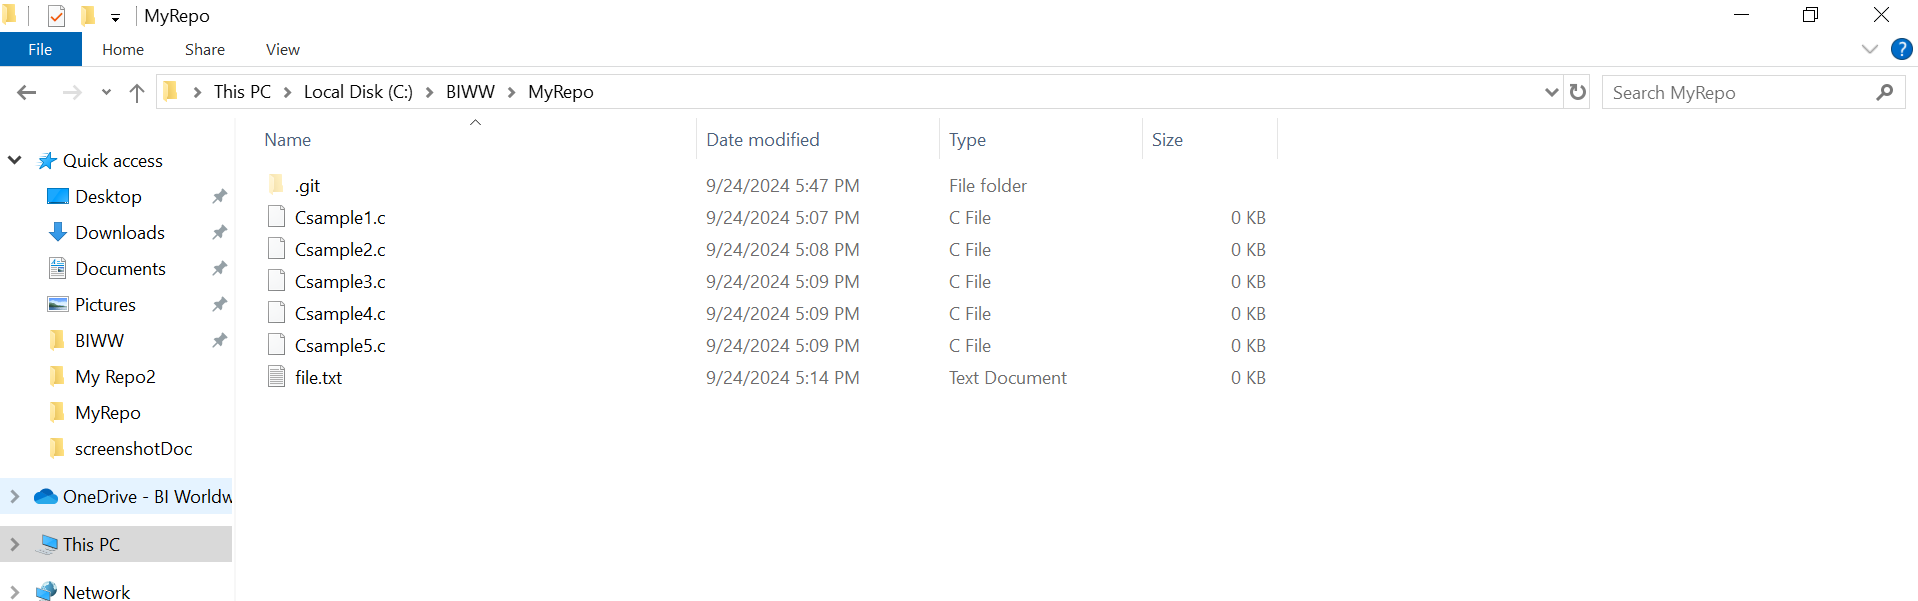 MyRepo
File Home Share View
This PC Local Disk (C:) BIWW MyRepo Search MyRepo
Name Date modified Type Size
Quick access
Desktop
Downloads
Documents
Pictures
BIWW
My Repo2
MyRepo
screenshotDoc
OneDrive - BI Worldw
This PC
Network
.git 9/24/2024 5:47 PM File folder
Csample1.c 9/24/2024 5:07 PM C File 0 KB
Csample2.c 9/24/2024 5:08 PM C File 0 KB
Csample3.c 9/24/2024 5:09 PM C File 0 KB
Csample4.c 9/24/2024 5:09 PM C File 0 KB
Csample5.c 9/24/2024 5:09 PM C File 0 KB
file.txt 9/24/2024 5:14 PM Text Document 0 KB